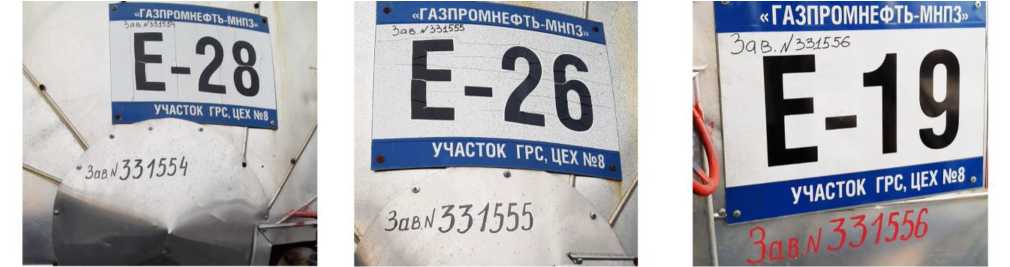 «ГАЗПРОМНЕФТЬ-МНПЗ»
Зав.N331554
Е-28
УЧАСТОК ГРС, ЦЕХ №8
Зав.N331554
«ГАЗПРОМНЕФТЬ-МНПЗ»
Зав.N331555
Е-26
УЧАСТОК ГРС, ЦЕХ №8
Зав.N331555
«ГАЗПРОМНЕФТЬ-МНПЗ»
Зав.N331556
Е-19
УЧАСТОК ГРС, ЦЕХ №8
Зав.N331556